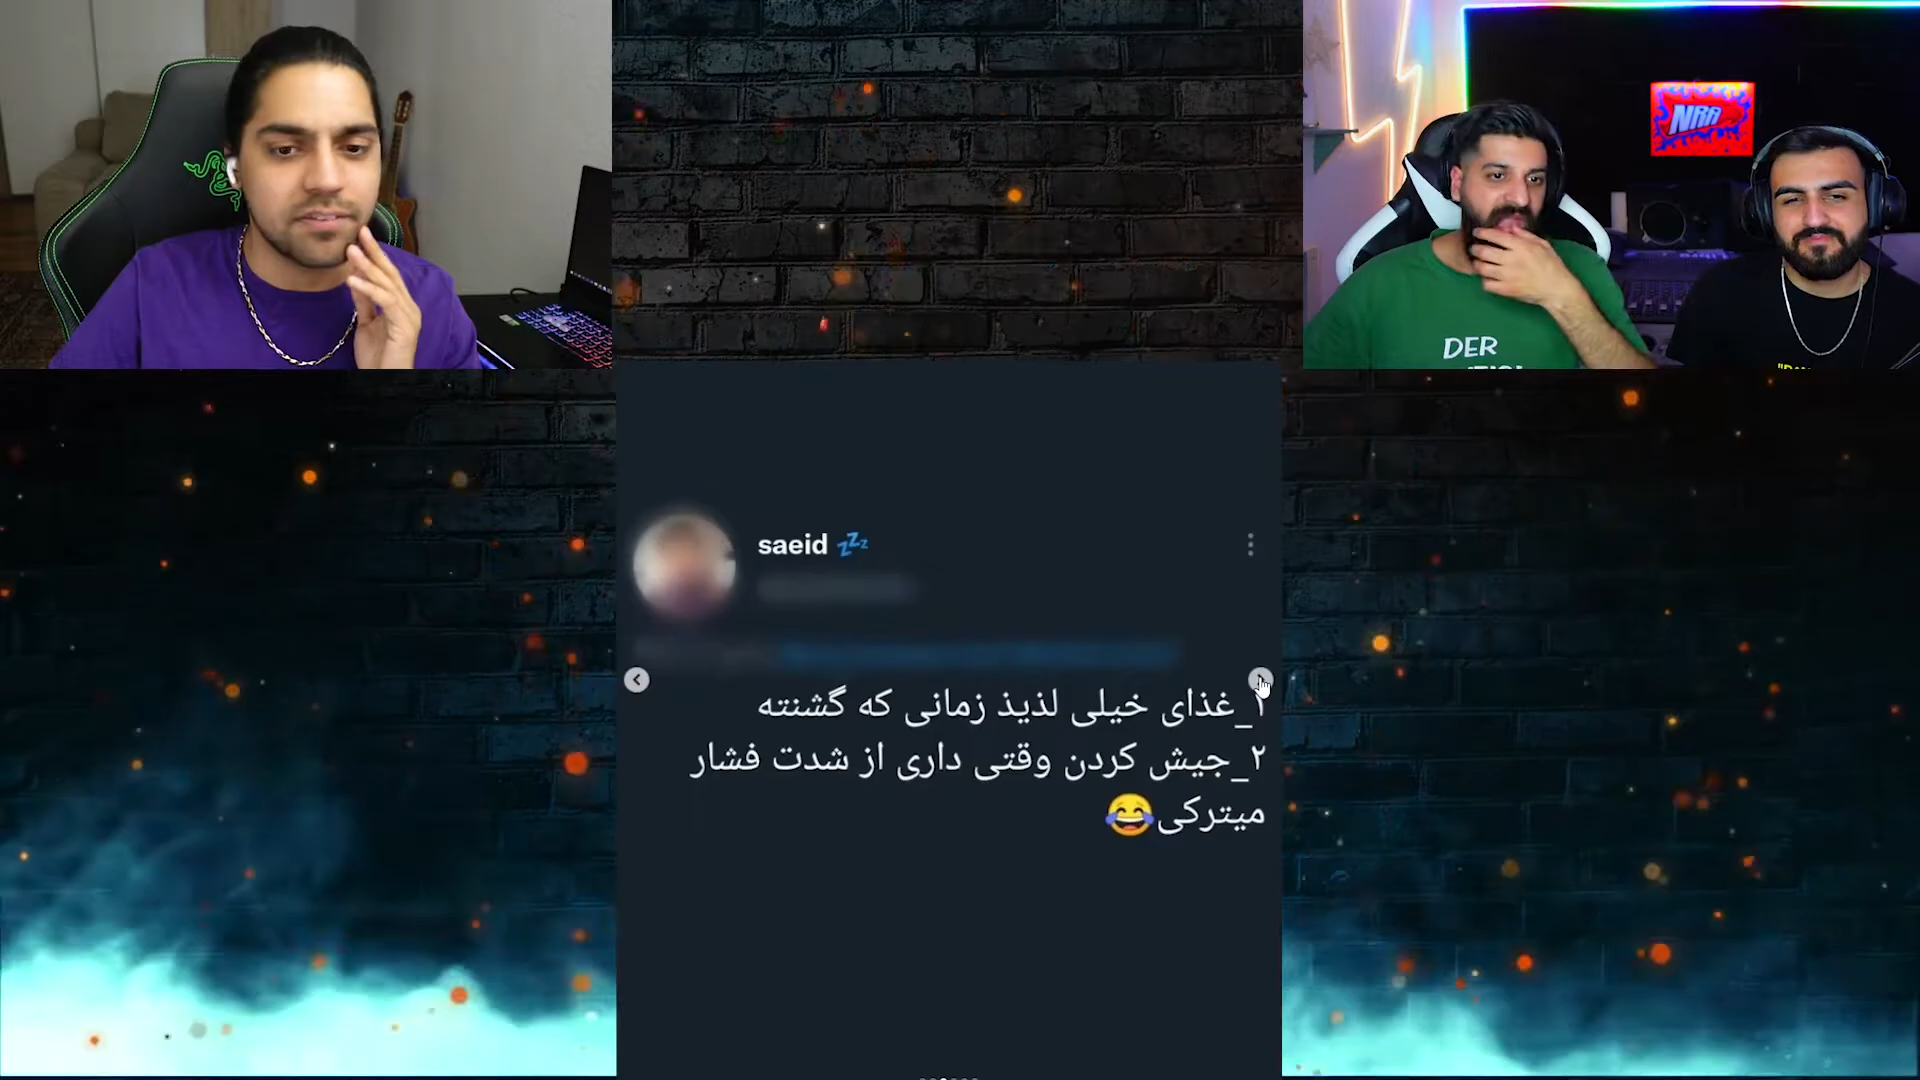 NRA
DER
saeid 💤
۱_غذای خیلی لذیذ زمانی که گشنته
۲_جیش کردن وقتی داری از شدت فشار
میترکی😂